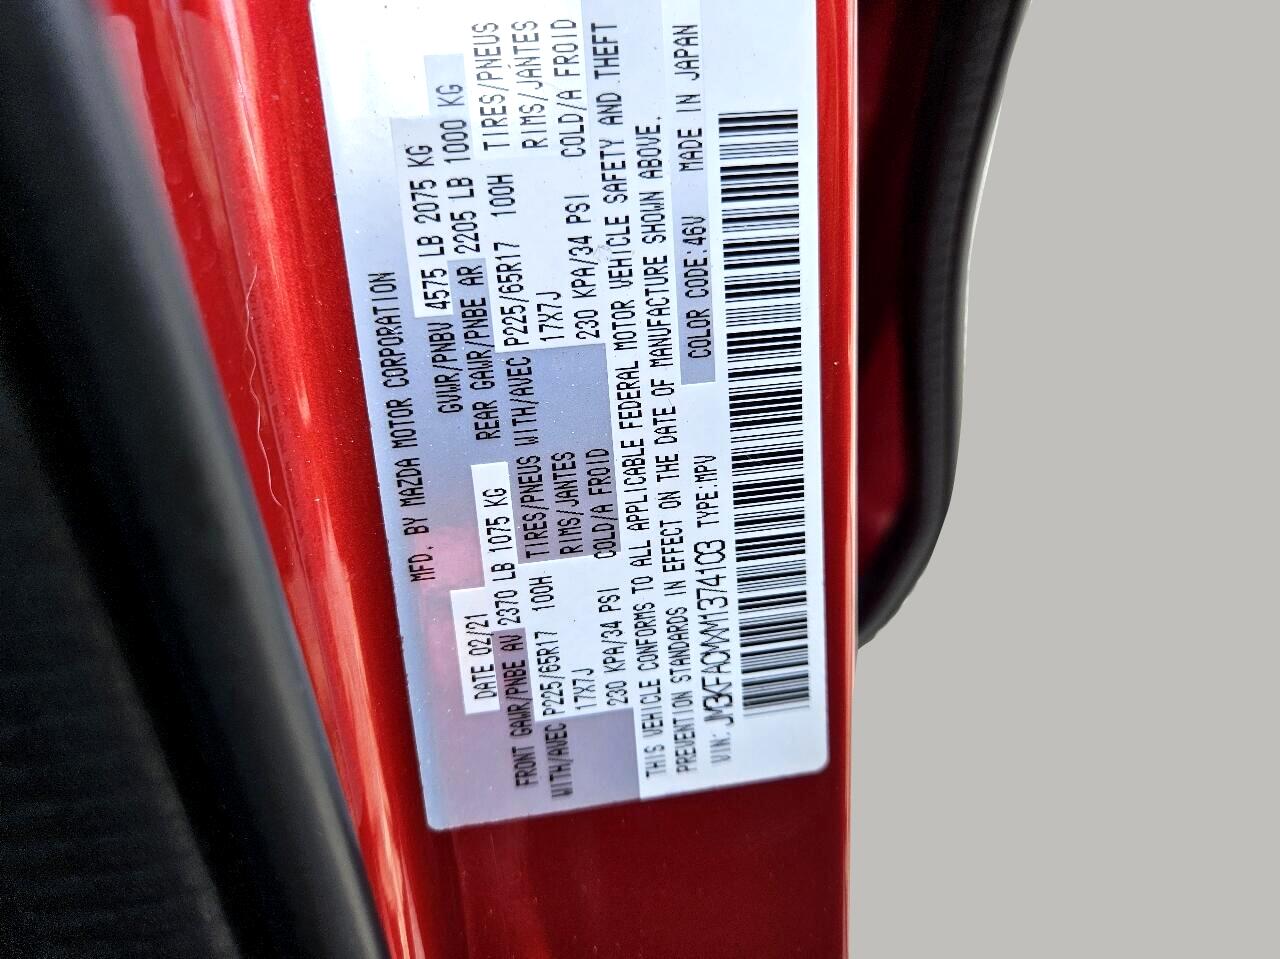 MFD. BY MAZDA MOTOR CORPORATION
DATE 02/21 GVWR/PNBV 4575 LB 2075 KG
FRONT GAWR/PNBE AV 2370 LB 1075 KG REAR GAWR/PNBE AR 2205 LB 1000 KG
WITH/AVEC P225/65R17 100H TIRES/PNEUS WITH/AVEC P225/65R17 100H TIRES/PNEUS
17X7J RIMS/JANTES 17X7J RIMS/JANTES
230 KPA/34 PSI COLD/A FROID 230 KPA/34 PSI COLD/A FROID
THIS VEHICLE CONFORMS TO ALL APPLICABLE FEDERAL MOTOR VEHICLE SAFETY AND THEFT
PREVENTION STANDARDS IN EFFECT ON THE DATE OF MANUFACTURE SHOWN ABOVE.
VIN: JM3KFACMXM1374103 TYPE:MPV COLOR CODE:46V MADE IN JAPAN